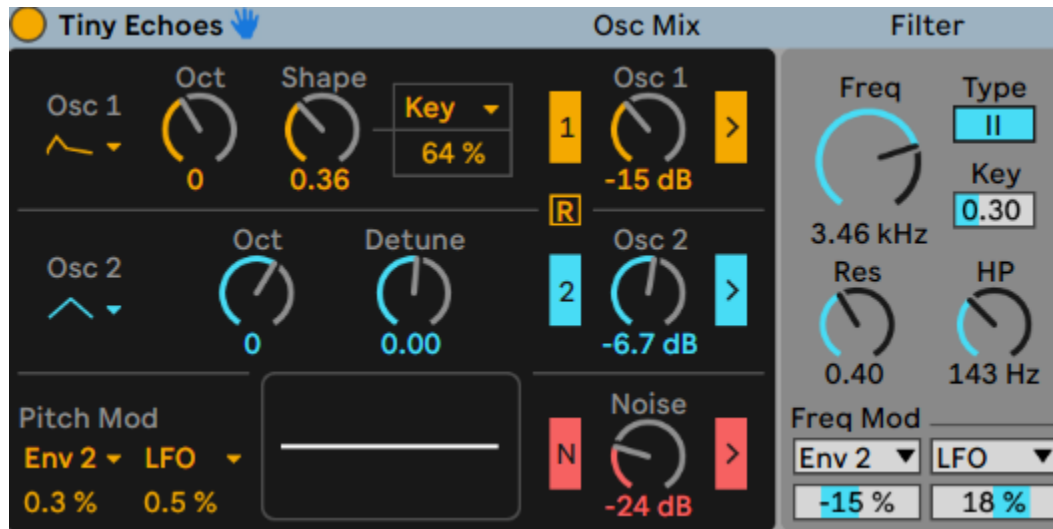 Tiny Echoes
Osc Mix
Filter
Osc 1
Oct
0
Shape
0.36
Key
64 %
1
Osc 1
-15 dB
>
R
Osc 2
Oct
0
Detune
0.00
2
Osc 2
-6.7 dB
>
Pitch Mod
Env 2
LFO
0.3 %
0.5 %
N
Noise
-24 dB
>
Freq
3.46 kHz
Type
II
Key
0.30
Res
0.40
HP
143 Hz
Freq Mod
Env 2
LFO
-15 %
18 %